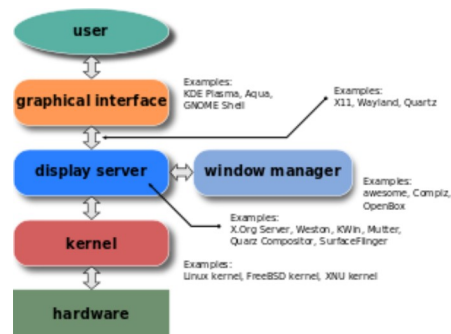 user
Examples:
KDE Plasma, Aqua,
GNOME Shell
graphical interface
Examples:
X11, Wayland, Quartz
display server
window manager
Examples:
awesome, Compiz,
OpenBox
Examples:
X.Org Server, Weston, KWin, Mutter,
Quarz Compositor, SurfaceFlinger
kernel
Examples:
Linux kernel, FreeBSD kernel, XNU kernel
hardware